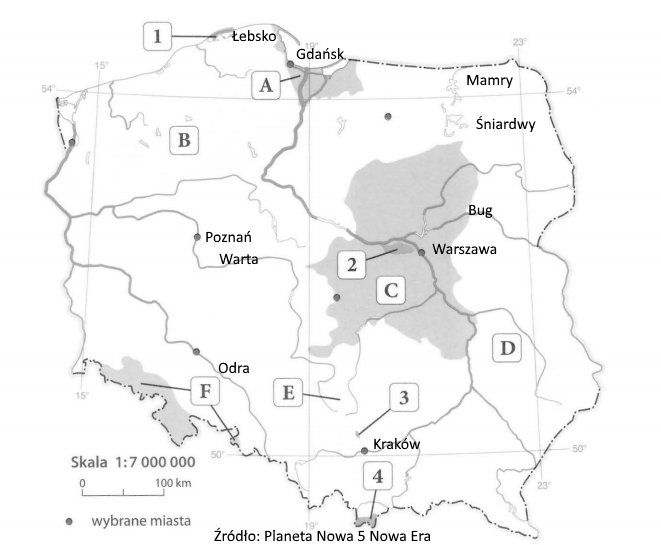 1
Łebsko
19°
Gdańsk
23°
15°
A
Mamry
54°
54°
B
Śniardwy
Bug
Poznań
2
Warszawa
Warta
C
D
Odra
F
E
3
15°
Kraków
50°
50°
Skala 1:7 000 000
4
0 100 km
23°
wybrane miasta
19°
Źródło: Planeta Nowa 5 Nowa Era